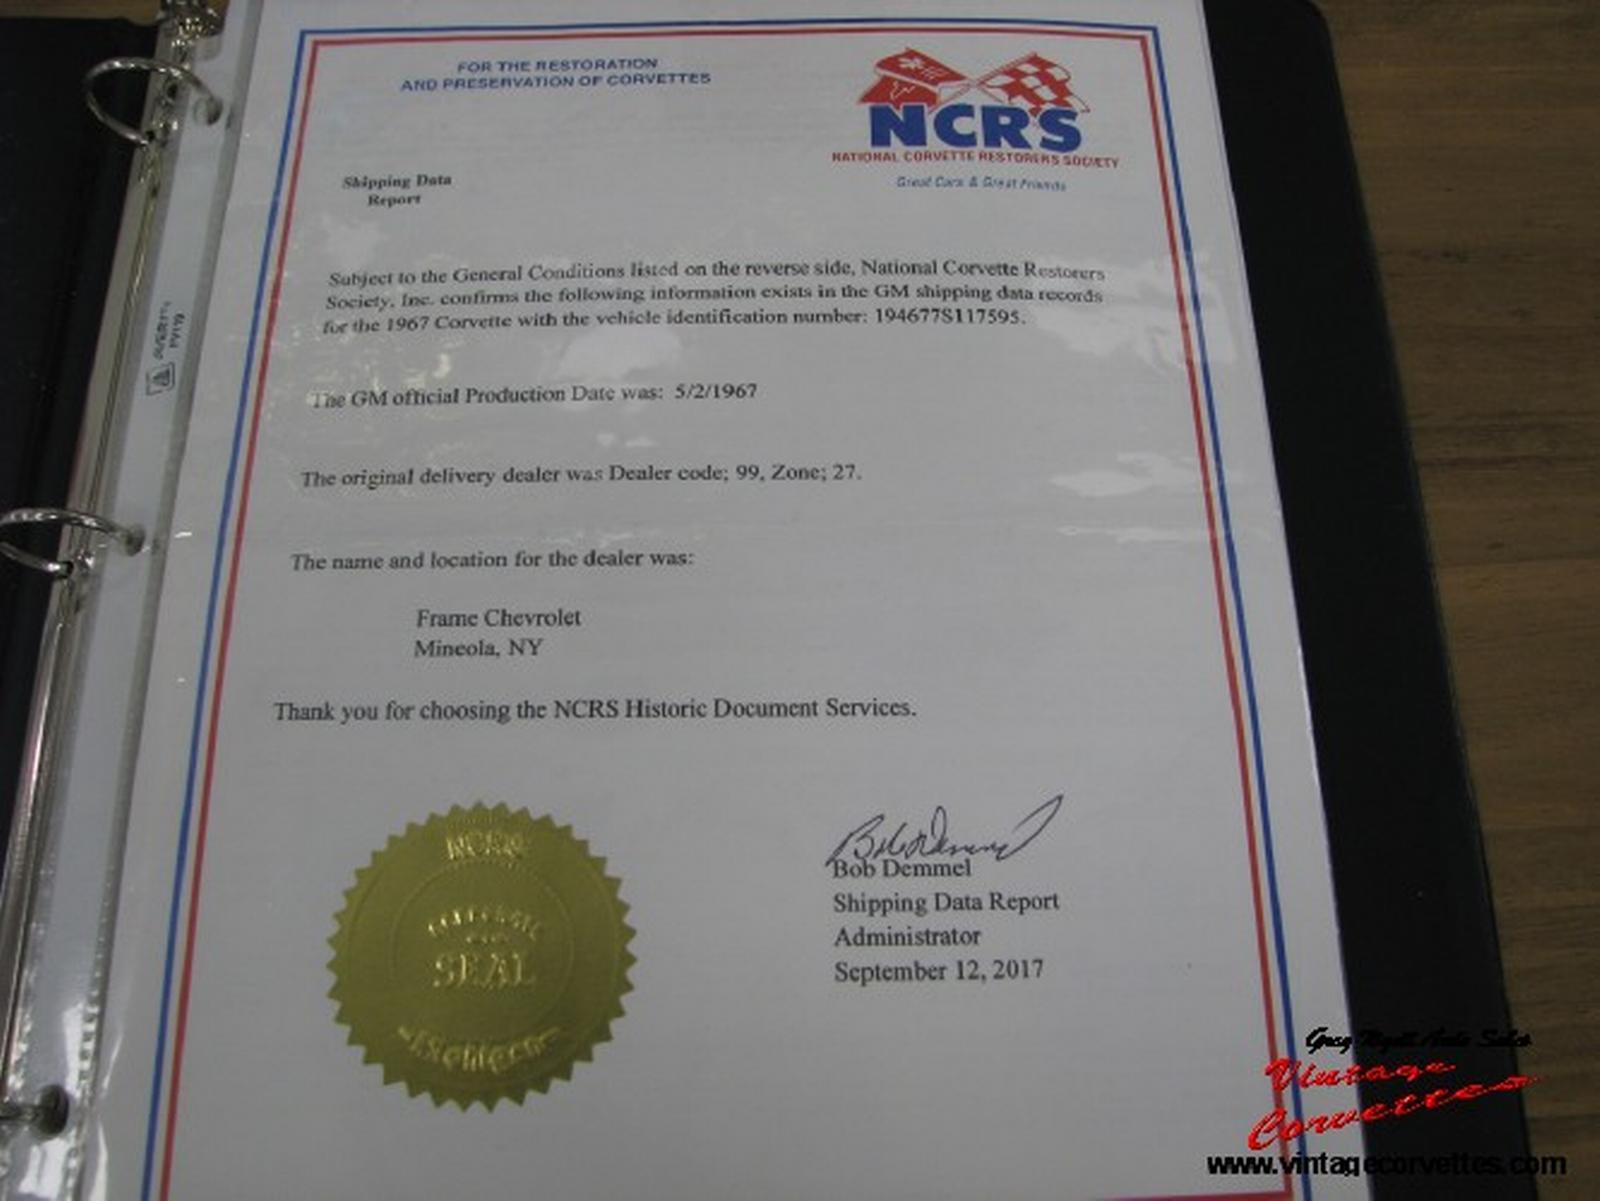 FOR THE RESTORATION
AND PRESERVATION OF CORVETTES
NCRS
NATIONAL CORVETTE RESTORERS SOCIETY
Great Cars & Great Friends
Shipping Data
Report
Subject to the General Conditions listed on the reverse side, National Corvette Restorers
Society, Inc. confirms the following information exists in the GM shipping data records
for the 1967 Corvette with the vehicle identification number: 194677S117595.
The GM official Production Date was: 5/2/1967
The original delivery dealer was Dealer code; 99, Zone; 27.
The name and location for the dealer was:
Frame Chevrolet
Mineola, NY
Thank you for choosing the NCRS Historic Document Services.
NCRS
SEAL
Bob Demmel
Bob Demmel
Shipping Data Report
Administrator
September 12, 2017
Auto Sales
Vintage
Corvettes
www.vintagecorvettes.com